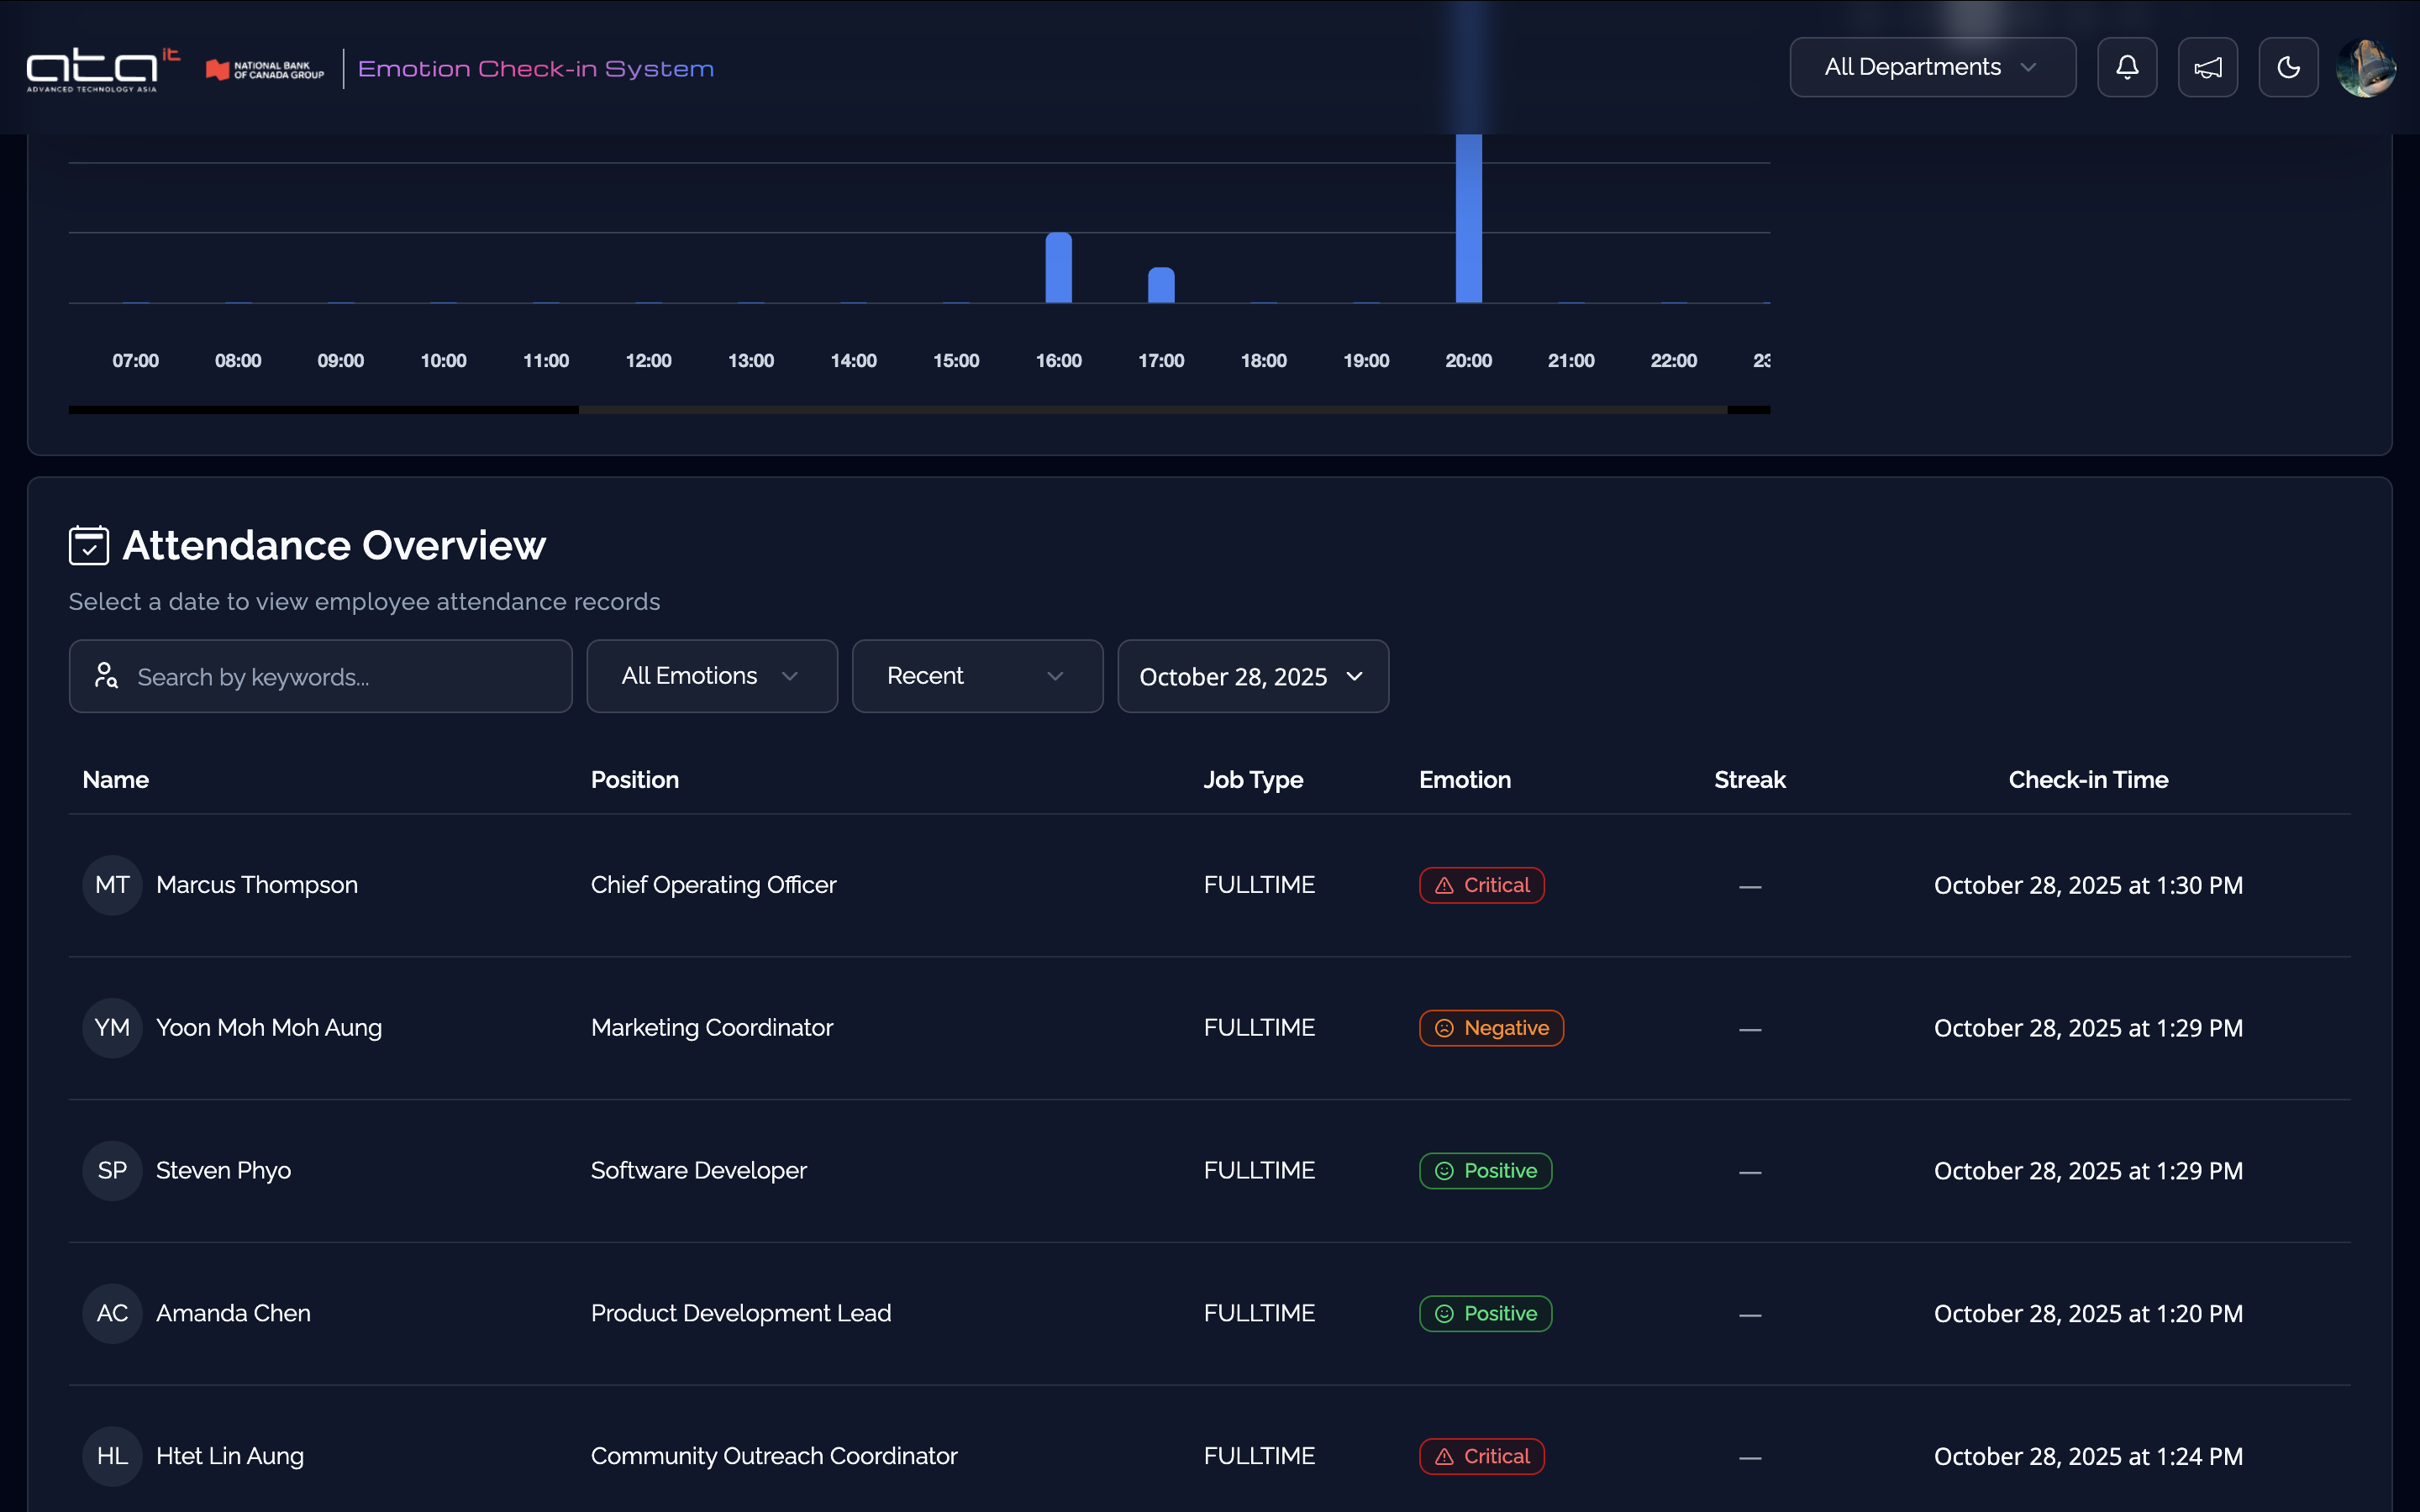 ata it
ADVANCED TECHNOLOGY ASIA
NATIONAL BANK
OF CANADA GROUP
Emotion Check-in System
All Departments
07:00 08:00 09:00 10:00 11:00 12:00 13:00 14:00 15:00 16:00 17:00 18:00 19:00 20:00 21:00 22:00 23
Attendance Overview
Select a date to view employee attendance records
Search by keywords...
All Emotions
Recent
October 28, 2025
Name Position Job Type Emotion Streak Check-in Time
MT Marcus Thompson Chief Operating Officer FULLTIME Critical — October 28, 2025 at 1:30 PM
YM Yoon Moh Moh Aung Marketing Coordinator FULLTIME Negative — October 28, 2025 at 1:29 PM
SP Steven Phyo Software Developer FULLTIME Positive — October 28, 2025 at 1:29 PM
AC Amanda Chen Product Development Lead FULLTIME Positive — October 28, 2025 at 1:20 PM
HL Htet Lin Aung Community Outreach Coordinator FULLTIME Critical — October 28, 2025 at 1:24 PM